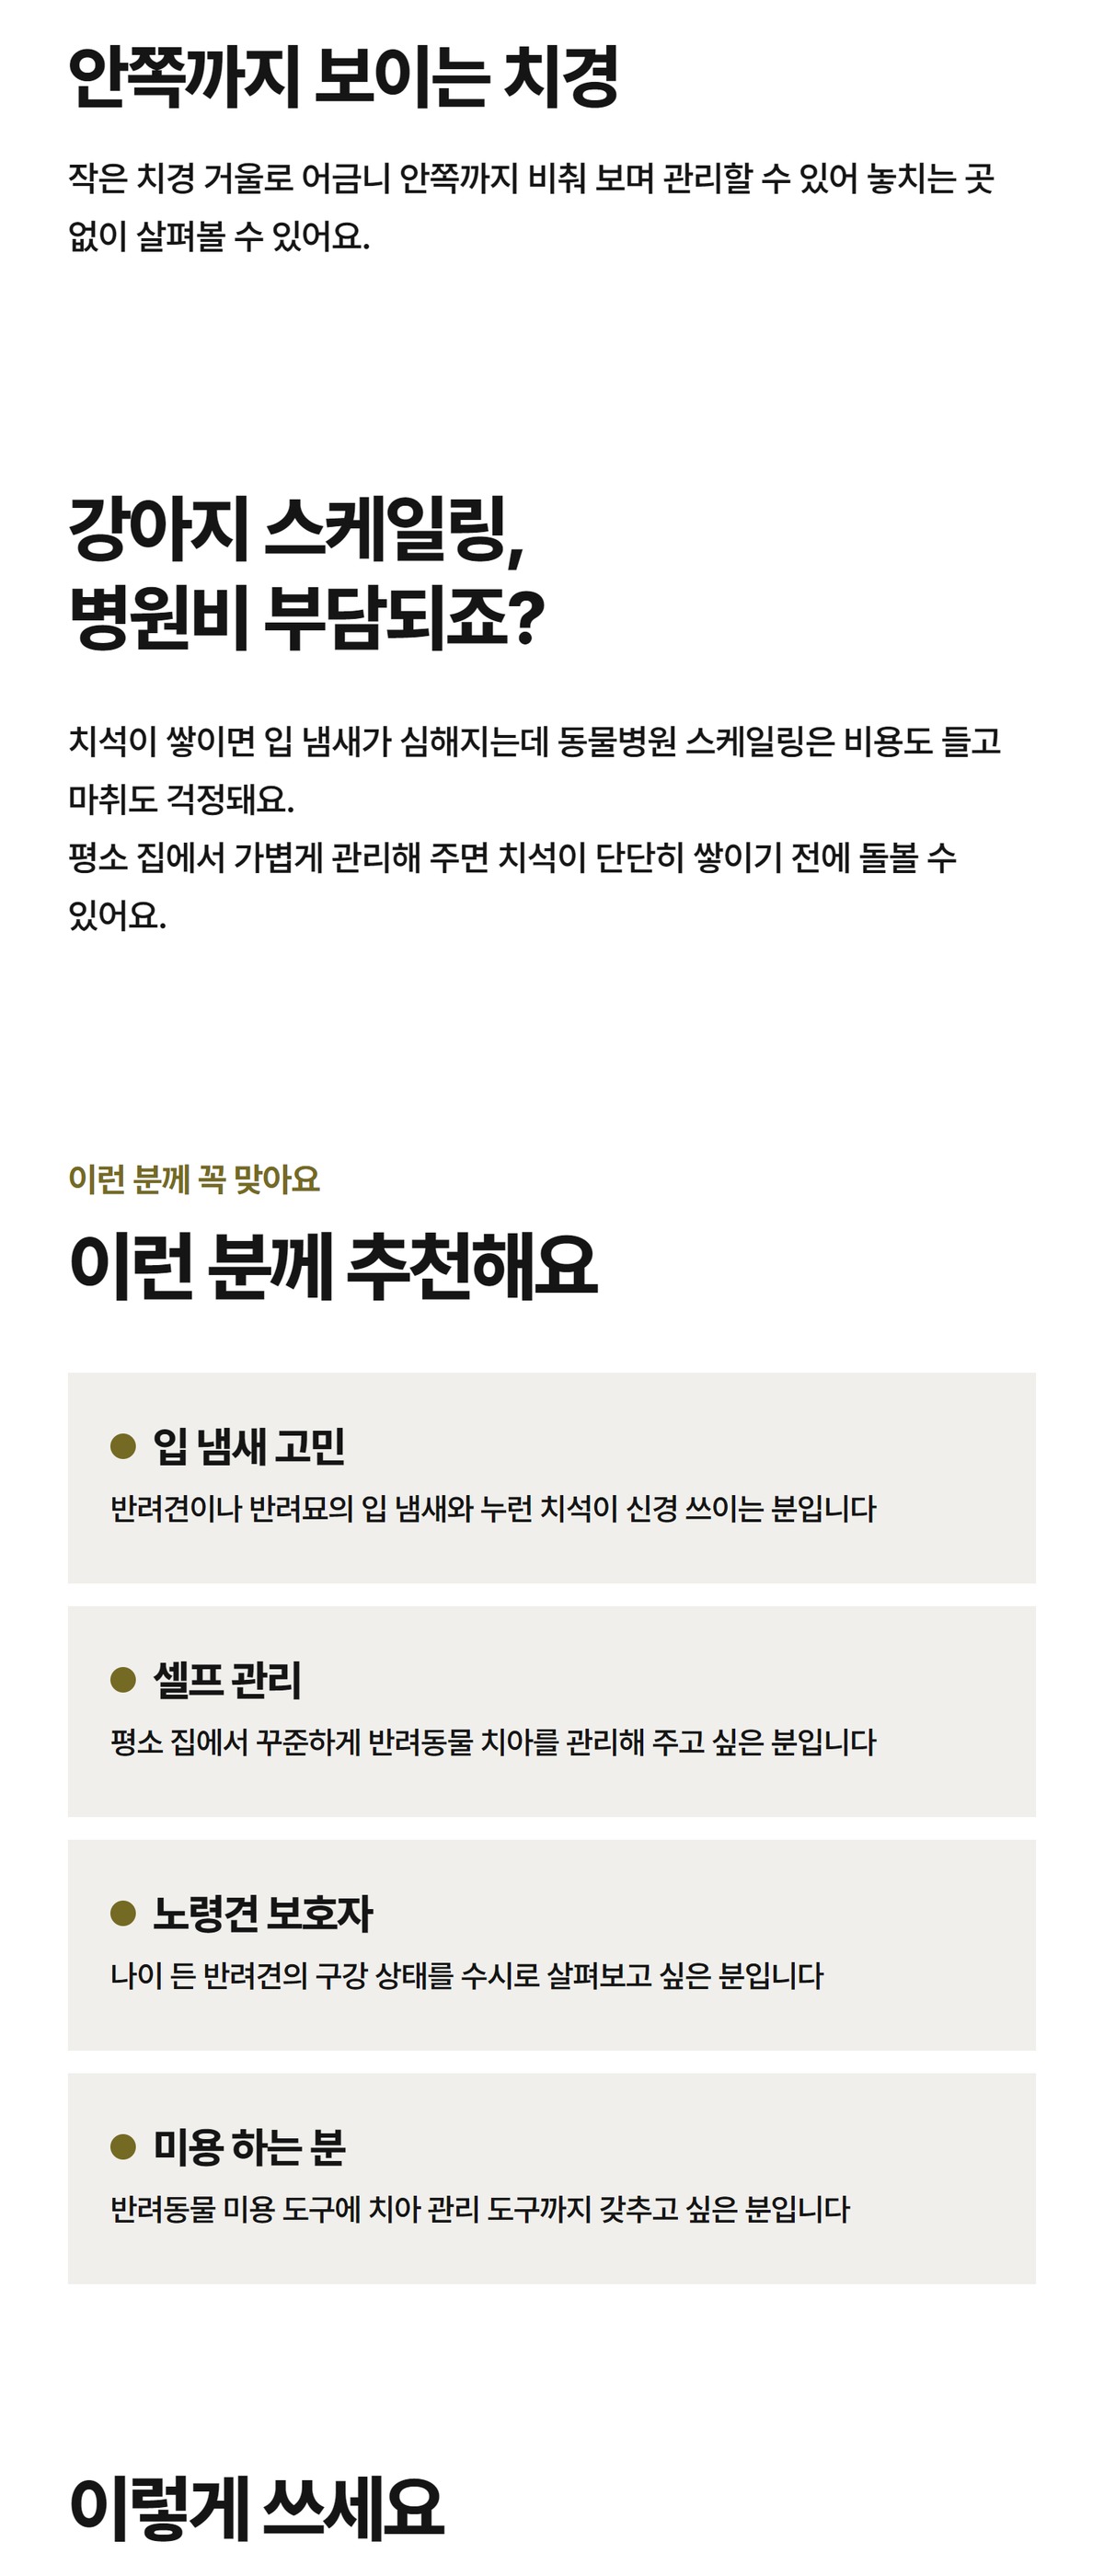 안쪽까지 보이는 치경
작은 치경 거울로 어금니 안쪽까지 비춰 보며 관리할 수 있어 놓치는 곳
없이 살펴볼 수 있어요.
강아지 스케일링,
병원비 부담되죠?
치석이 쌓이면 입 냄새가 심해지는데 동물병원 스케일링은 비용도 들고
마취도 걱정돼요.
평소 집에서 가볍게 관리해 주면 치석이 단단히 쌓이기 전에 돌볼 수
있어요.
이런 분께 꼭 맞아요
이런 분께 추천해요
입 냄새 고민
반려견이나 반려묘의 입 냄새와 누런 치석이 신경 쓰이는 분입니다
셀프 관리
평소 집에서 꾸준하게 반려동물 치아를 관리해 주고 싶은 분입니다
노령견 보호자
나이 든 반려견의 구강 상태를 수시로 살펴보고 싶은 분입니다
미용 하는 분
반려동물 미용 도구에 치아 관리 도구까지 갖추고 싶은 분입니다
이렇게 쓰세요